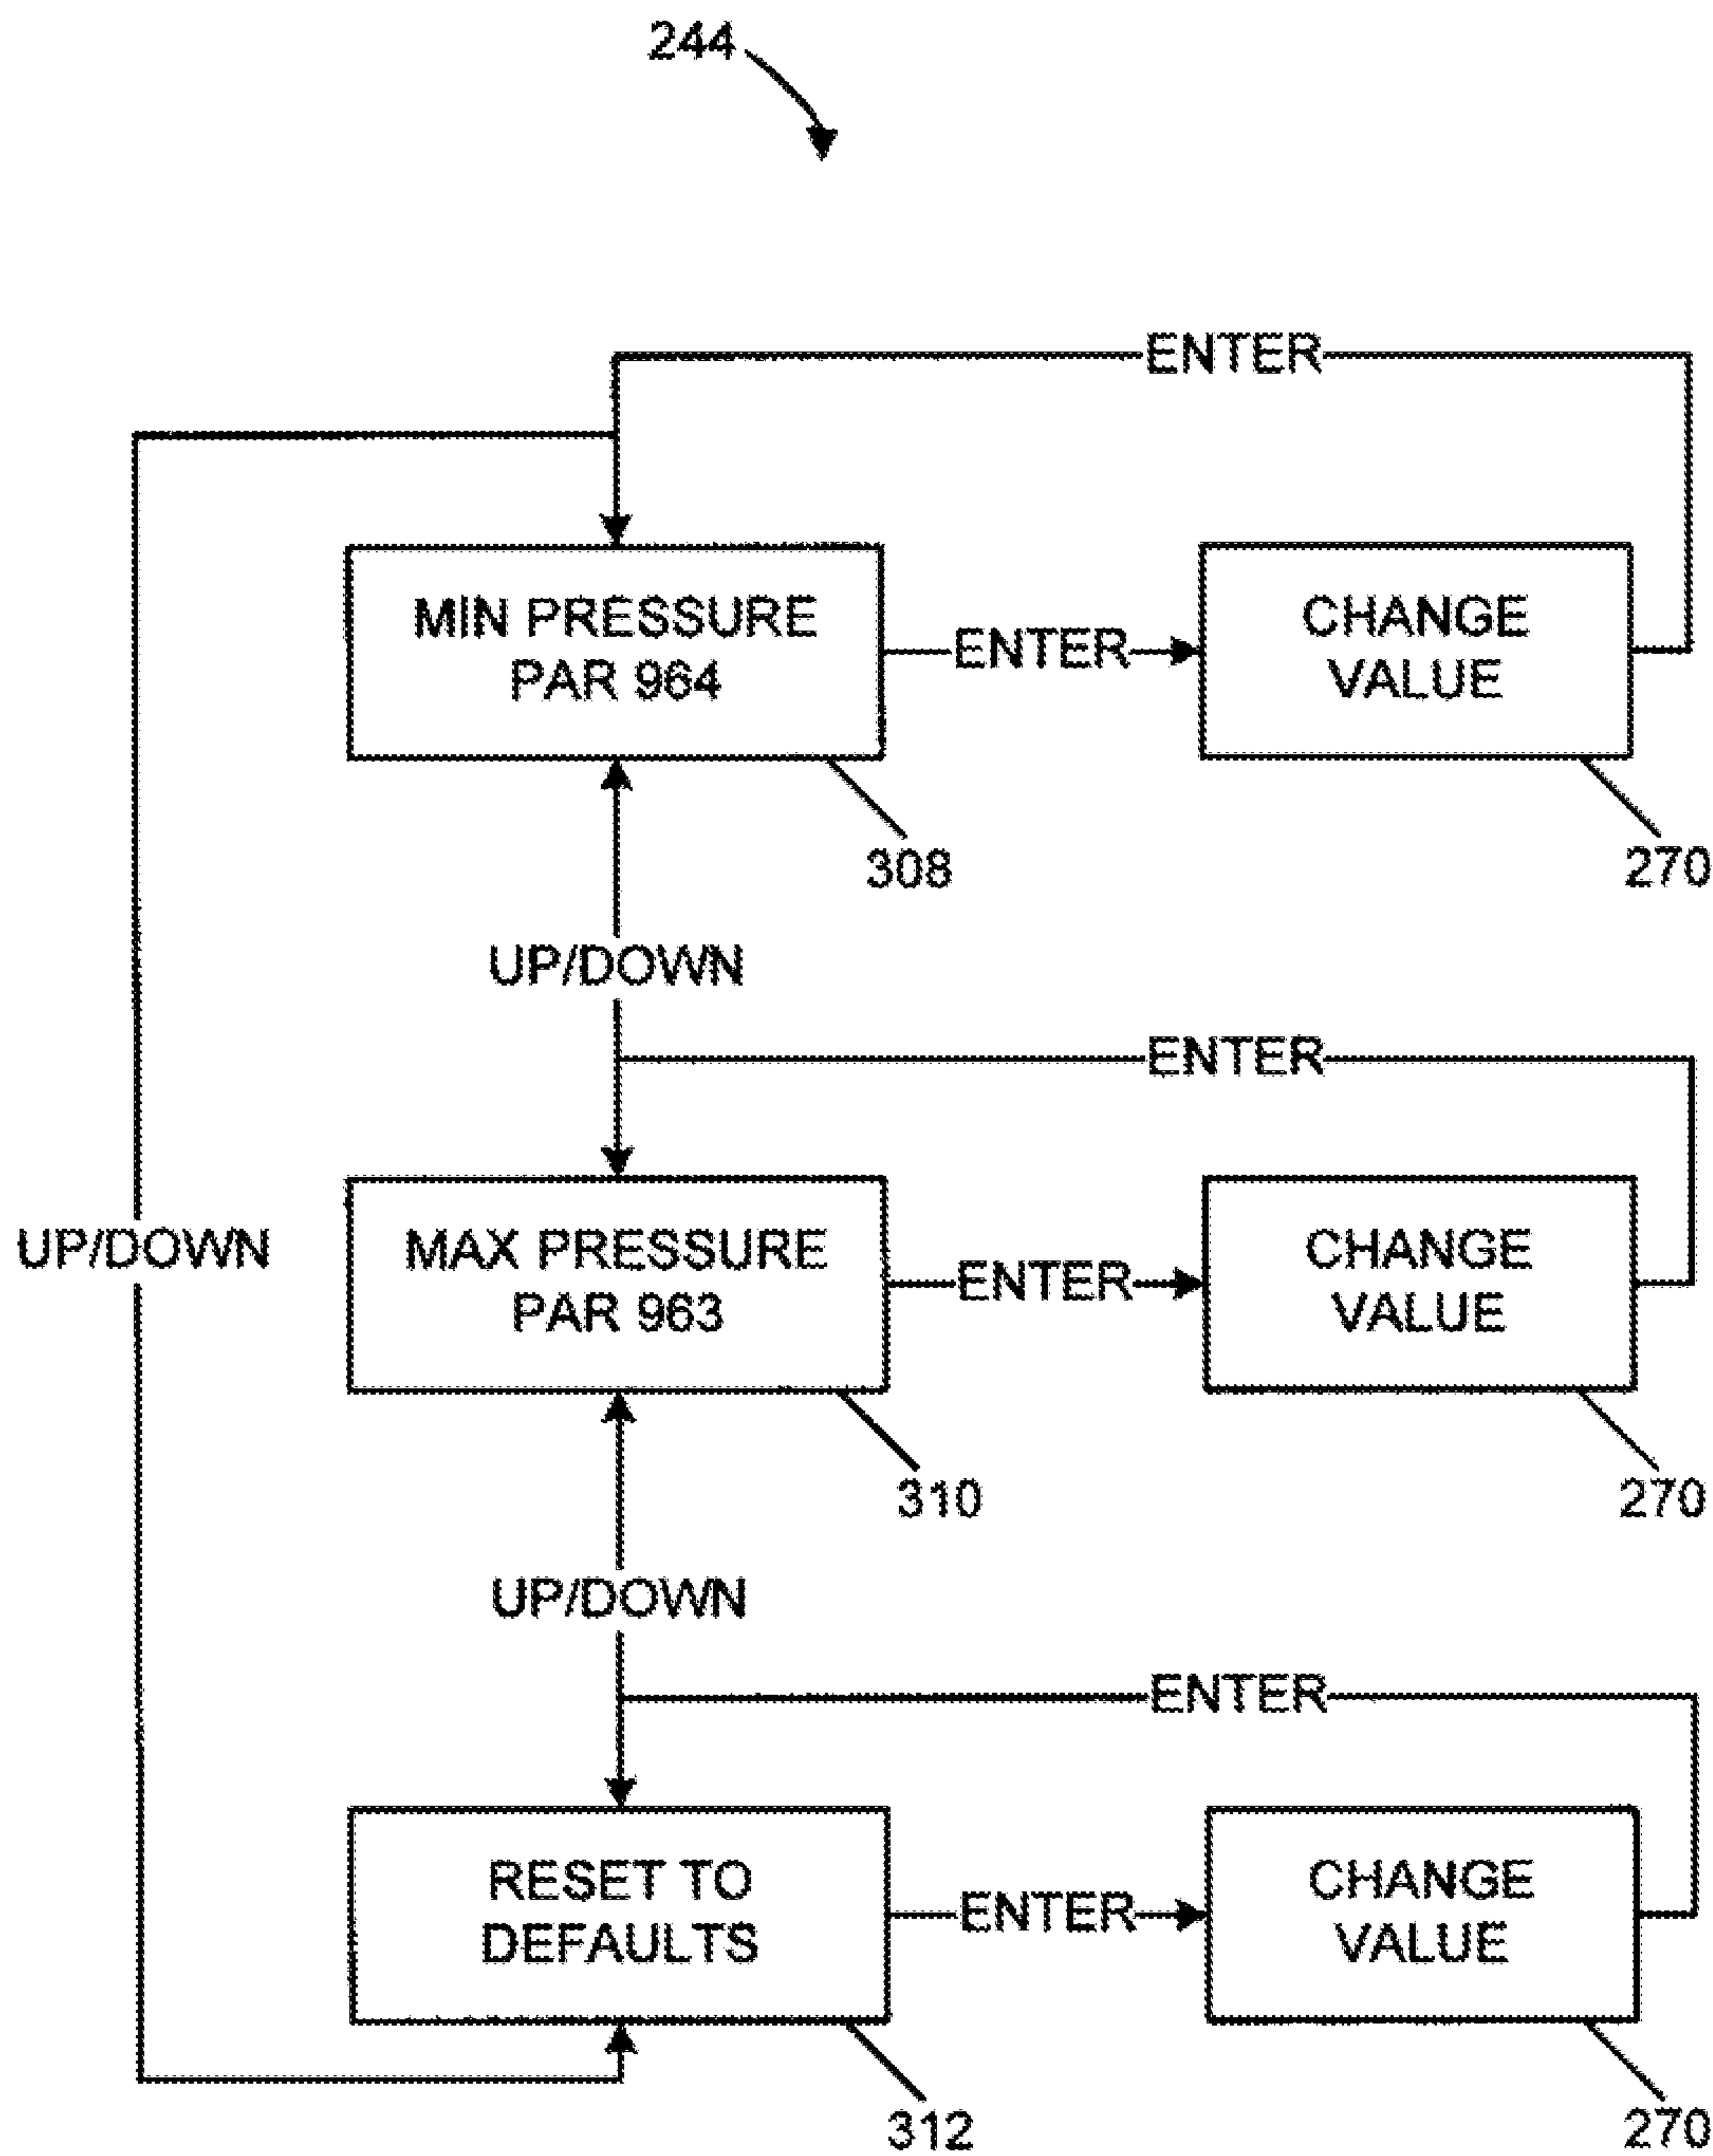 244
ENTER
MIN PRESSURE
PAR 964
ENTER
CHANGE
VALUE
308
270
UP/DOWN
ENTER
UP/DOWN
MAX PRESSURE
PAR 963
ENTER
CHANGE
VALUE
310
270
UP/DOWN
ENTER
RESET TO
DEFAULTS
ENTER
CHANGE
VALUE
312
270